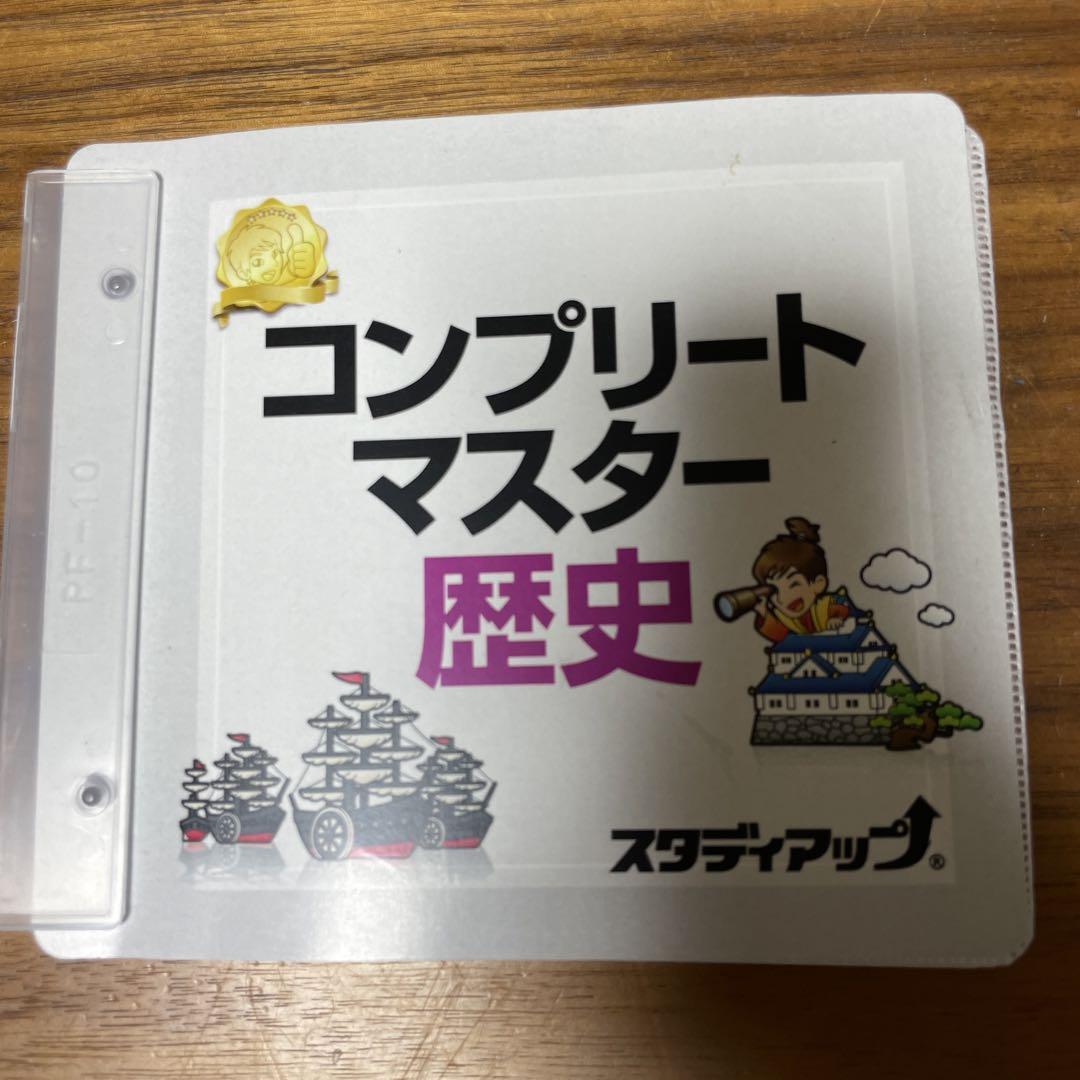 コンプリート
マスター
歴史
スタディアップ®
PF-10